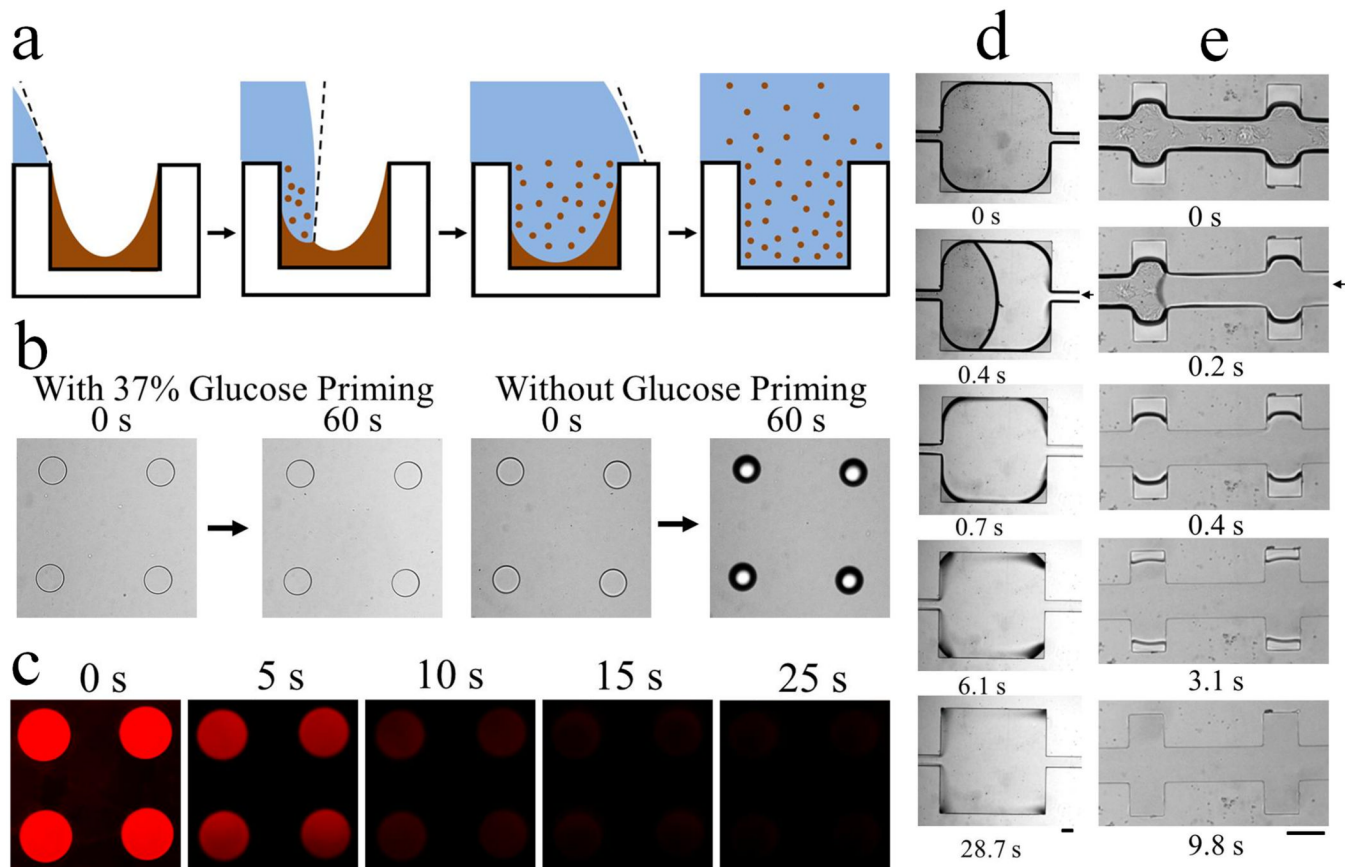 a
b
With 37% Glucose Priming
Without Glucose Priming
0 s
60 s
0 s
60 s
c
0 s
5 s
10 s
15 s
25 s
d
0 s
0.4 s
0.7 s
6.1 s
28.7 s
e
0 s
0.2 s
0.4 s
3.1 s
9.8 s